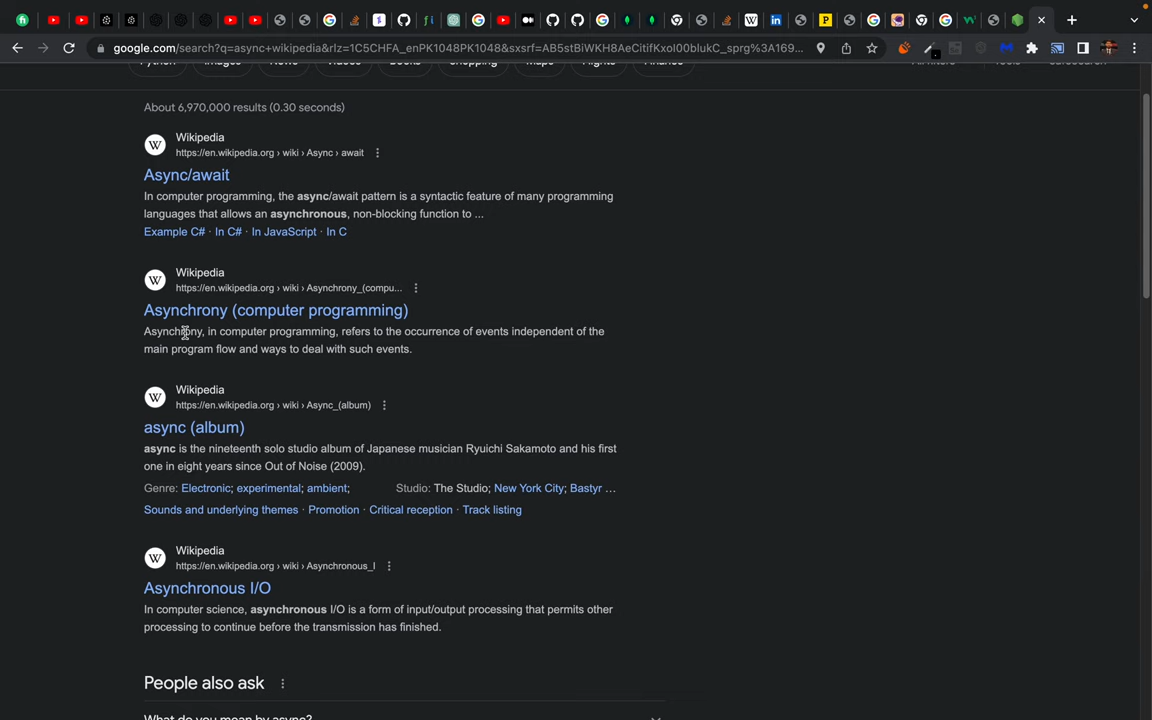 google.com/search?q=async+wikipedia&rlz=1C5CHFA_enPK1048PK1048&sxsrf=AB5stBiWKH8AeCitifKxol00blukC_sprg%3A169...
About 6,970,000 results (0.30 seconds)
Wikipedia
https://en.wikipedia.org › wiki › Async › await
Async/await
In computer programming, the async/await pattern is a syntactic feature of many programming
languages that allows an asynchronous, non-blocking function to ...
Example C# · In C# · In JavaScript · In C
Wikipedia
https://en.wikipedia.org › wiki › Asynchrony_(compu...
Asynchrony (computer programming)
Asynchrony, in computer programming, refers to the occurrence of events independent of the
main program flow and ways to deal with such events.
Wikipedia
https://en.wikipedia.org › wiki › Async_(album)
async (album)
async is the nineteenth solo studio album of Japanese musician Ryuichi Sakamoto and his first
one in eight years since Out of Noise (2009).
Genre: Electronic; experimental; ambient; Studio: The Studio; New York City; Bastyr ...
Sounds and underlying themes · Promotion · Critical reception · Track listing
Wikipedia
https://en.wikipedia.org › wiki › Asynchronous_I
Asynchronous I/O
In computer science, asynchronous I/O is a form of input/output processing that permits other
processing to continue before the transmission has finished.
People also ask
What do you mean by async?